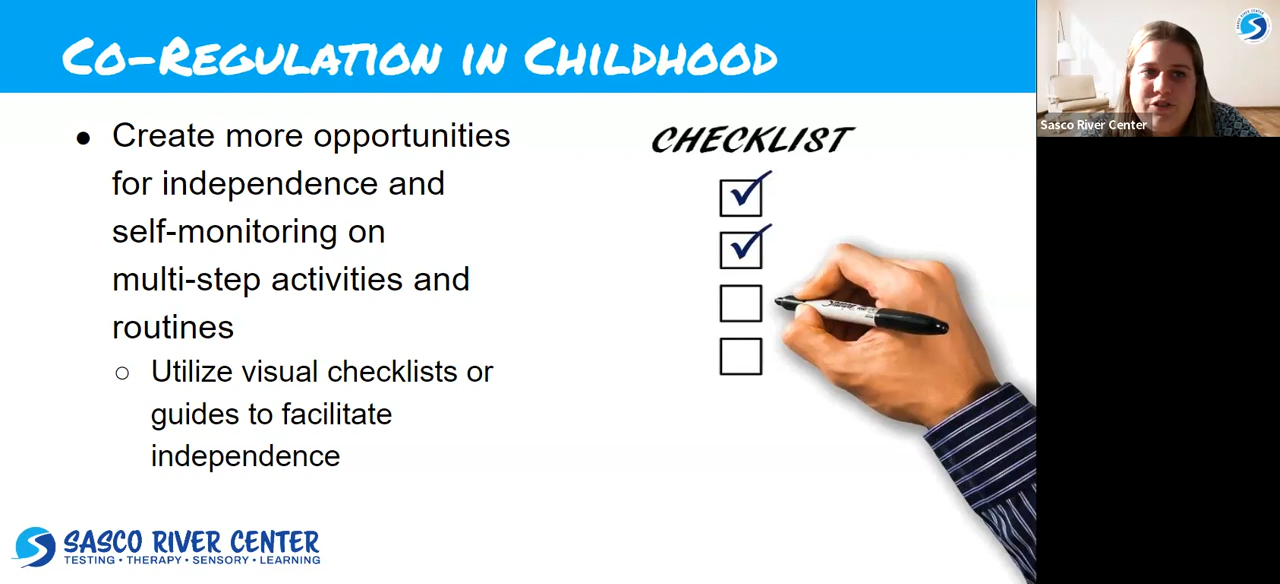 CO-REGULATION IN CHILDHOOD
● Create more opportunities
for independence and
self-monitoring on
multi-step activities and
routines
○ Utilize visual checklists or
guides to facilitate
independence
CHECKLIST
Sharpie
SASCO RIVER CENTER
TESTING • THERAPY • SENSORY • LEARNING
Sasco River Center